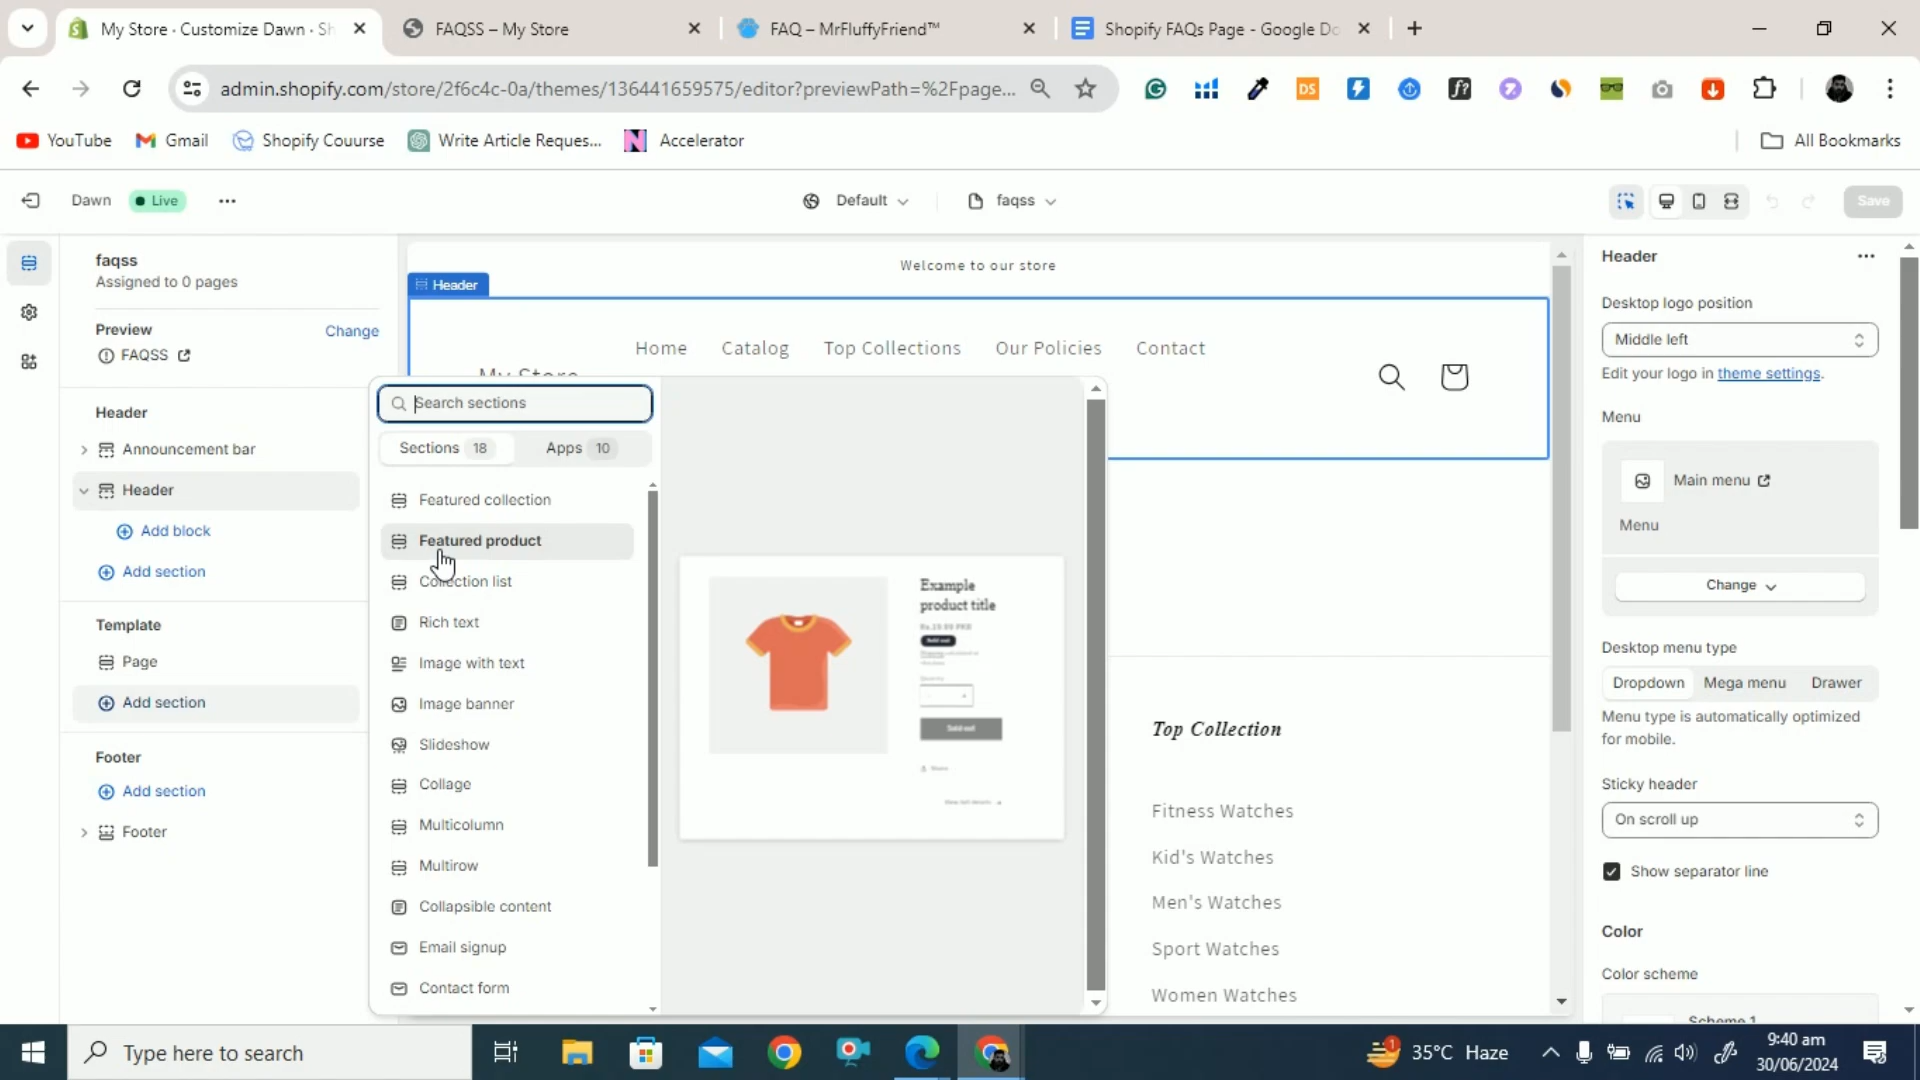 My Store · Customize Dawn · Sh
FAQSS – My Store
FAQ – MrFluffyFriend™
Shopify FAQs Page - Google Do
admin.shopify.com/store/2f6c4c-0a/themes/136441659575/editor?previewPath=%2Fpage...
YouTube
Gmail
Shopify Couurse
Write Article Reques...
Accelerator
All Bookmarks
Dawn
Live
Default
faqss
Save
faqss
Assigned to 0 pages
Preview
Change
FAQSS
Header
Announcement bar
Header
Add block
Add section
Template
Page
Add section
Footer
Add section
Footer
Search sections
Sections 18
Apps 10
Featured collection
Featured product
Collection list
Rich text
Image with text
Image banner
Slideshow
Collage
Multicolumn
Multirow
Collapsible content
Email signup
Contact form
Example
product title
Sold out
Sold out
Welcome to our store
Header
Home
Catalog
Top Collections
Our Policies
Contact
My Store
Top Collection
Fitness Watches
Kid's Watches
Men's Watches
Sport Watches
Women Watches
Header
Desktop logo position
Middle left
Edit your logo in theme settings.
Menu
Main menu
Menu
Change
Desktop menu type
Dropdown
Mega menu
Drawer
Menu type is automatically optimized
for mobile.
Sticky header
On scroll up
Show separator line
Color
Color scheme
Scheme 1
Type here to search
35°C Haze
9:40 am
30/06/2024